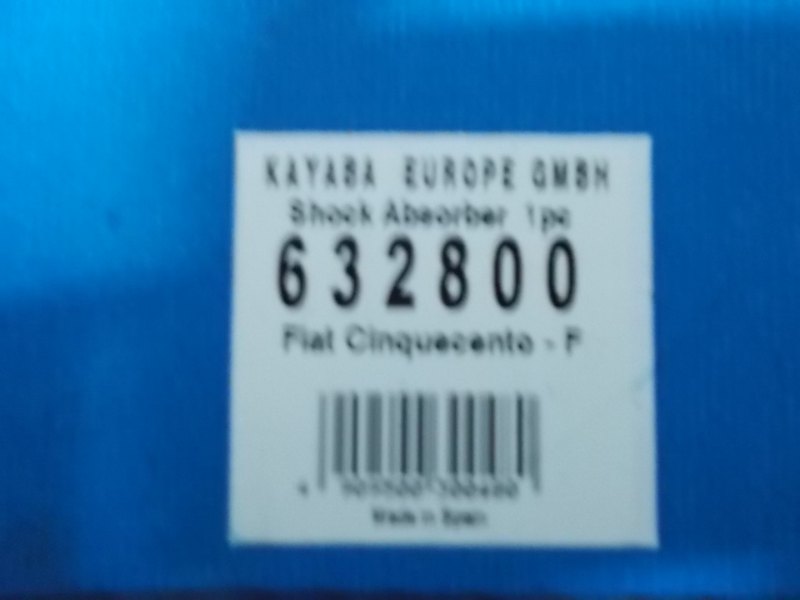 KAYABA EUROPE GMBH
Shock Absorber 1pc
632800
Fiat Cinquecento - F
Made in Spain